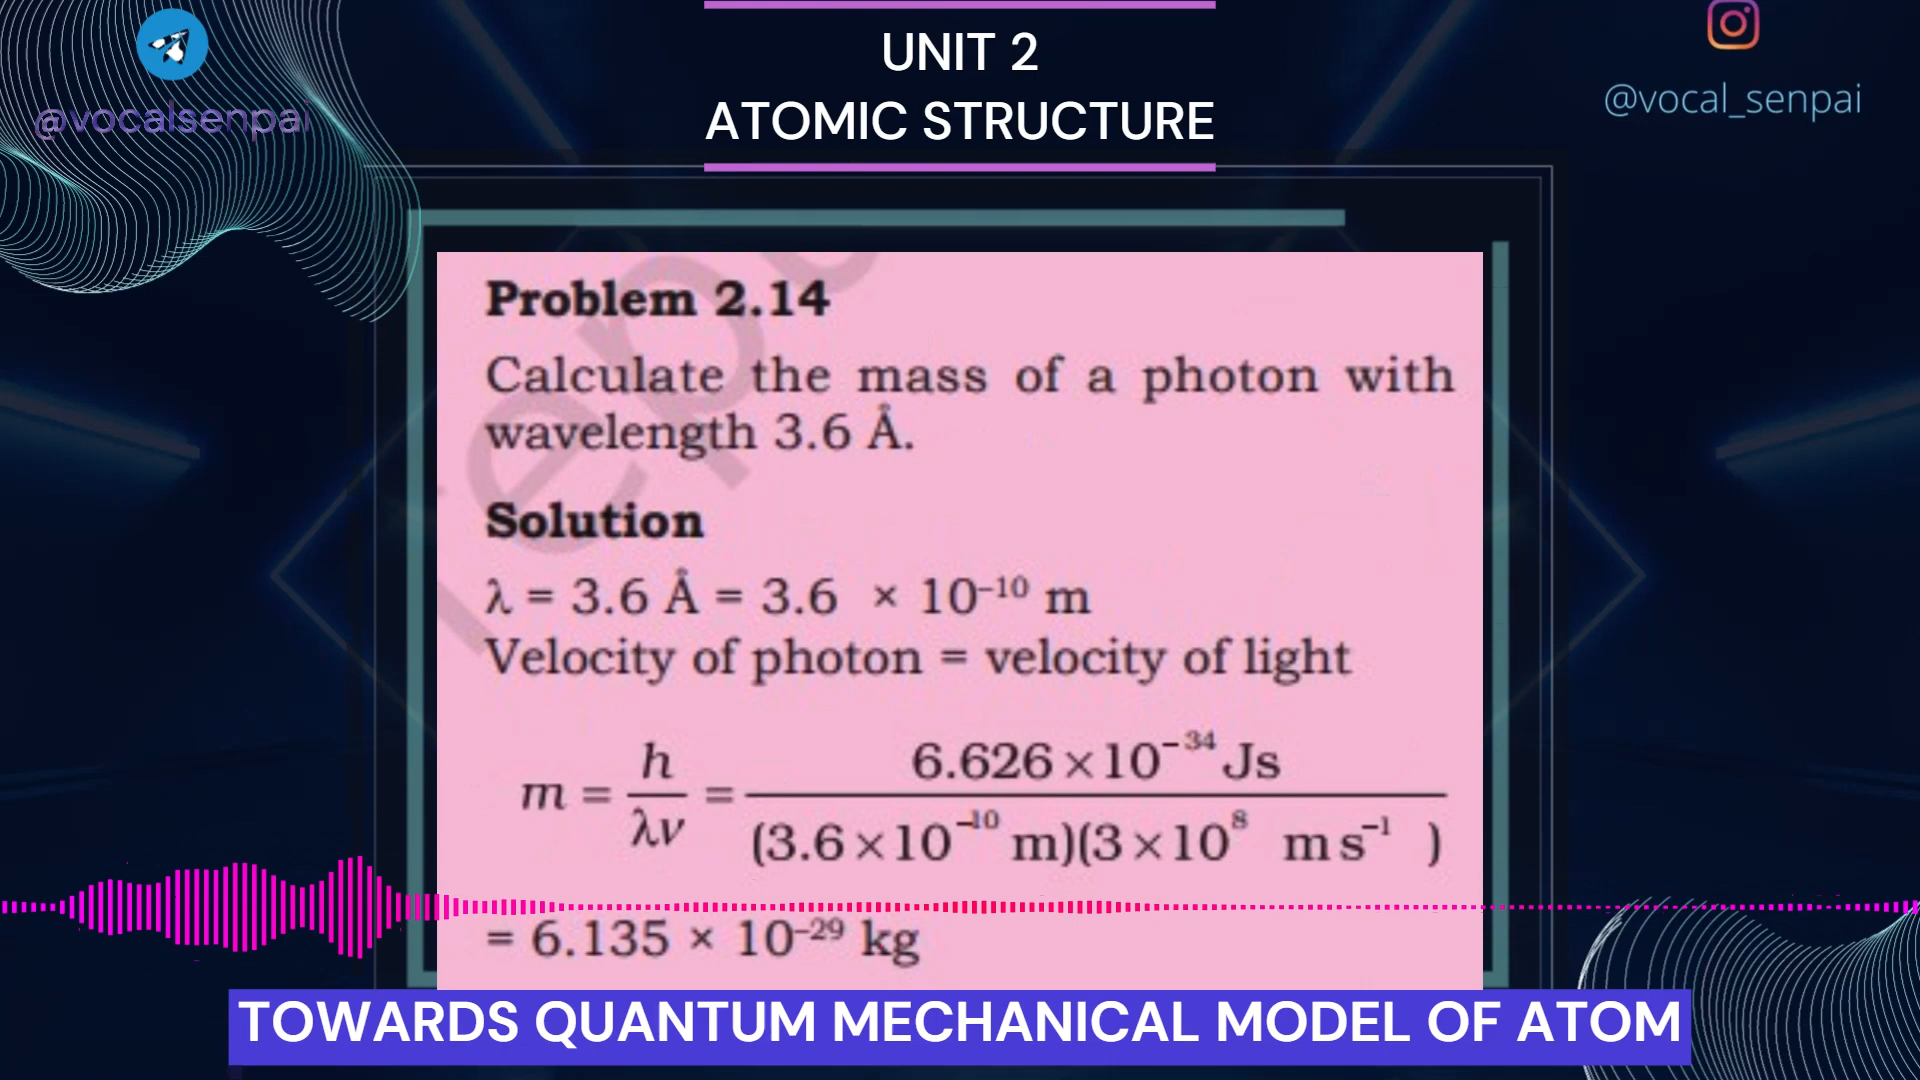 UNIT 2
ATOMIC STRUCTURE
@vocalsenpai
@vocal_senpai
Problem 2.14
Calculate the mass of a photon with
wavelength 3.6 Å.
Solution
λ = 3.6 Å = 3.6 × 10⁻¹⁰ m
Velocity of photon = velocity of light
m = h / λν = 6.626 × 10⁻³⁴ Js / (3.6 × 10⁻¹⁰ m)(3 × 10⁸ m s⁻¹ )
= 6.135 × 10⁻²⁹ kg
TOWARDS QUANTUM MECHANICAL MODEL OF ATOM